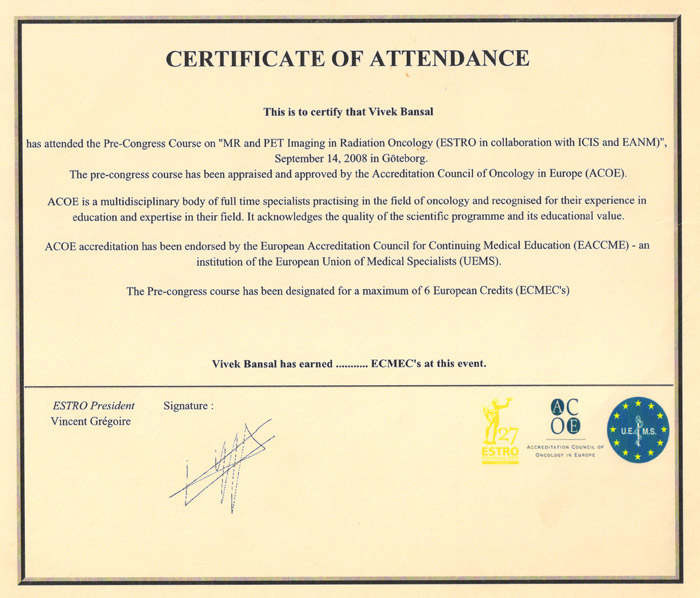 CERTIFICATE OF ATTENDANCE
This is to certify that Vivek Bansal
has attended the Pre-Congress Course on "MR and PET Imaging in Radiation Oncology (ESTRO in collaboration with ICIS and EANM)",
September 14, 2008 in Göteborg.
The pre-congress course has been appraised and approved by the Accreditation Council of Oncology in Europe (ACOE).
ACOE is a multidisciplinary body of full time specialists practising in the field of oncology and recognised for their experience in
education and expertise in their field. It acknowledges the quality of the scientific programme and its educational value.
ACOE accreditation has been endorsed by the European Accreditation Council for Continuing Medical Education (EACCME) - an
institution of the European Union of Medical Specialists (UEMS).
The Pre-congress course has been designated for a maximum of 6 European Credits (ECMEC's)
Vivek Bansal has earned ........... ECMEC's at this event.
ESTRO President
Signature :
Vincent Grégoire
27
ESTRO
AC
OE
ACCREDITATION COUNCIL OF
ONCOLOGY IN EUROPE
U.E.M.S.